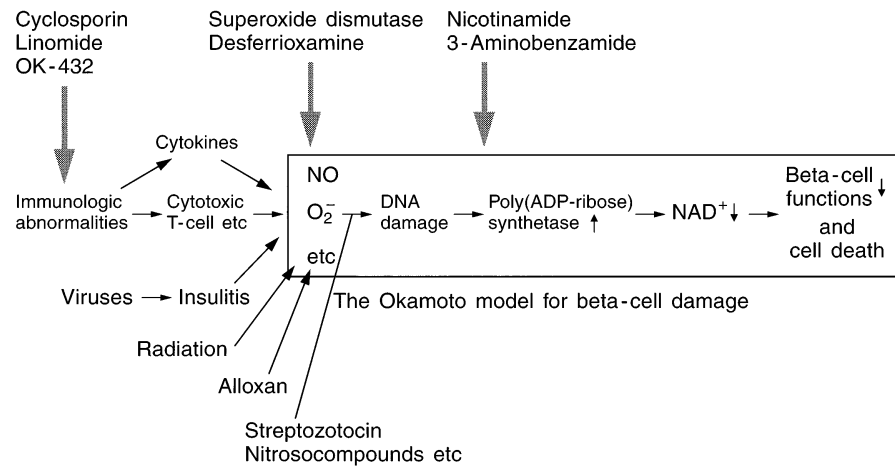 Cyclosporin
Linomide
OK-432
Superoxide dismutase
Desferrioxamine
Nicotinamide
3-Aminobenzamide
Cytokines
Immunologic
abnormalities
Cytotoxic
T-cell etc
NO
O₂⁻
etc
DNA
damage
Poly(ADP-ribose)
synthetase ↑
NAD⁺↓
Beta-cell
functions ↓
and
cell death
Viruses
Insulitis
The Okamoto model for beta-cell damage
Radiation
Alloxan
Streptozotocin
Nitrosocompounds etc